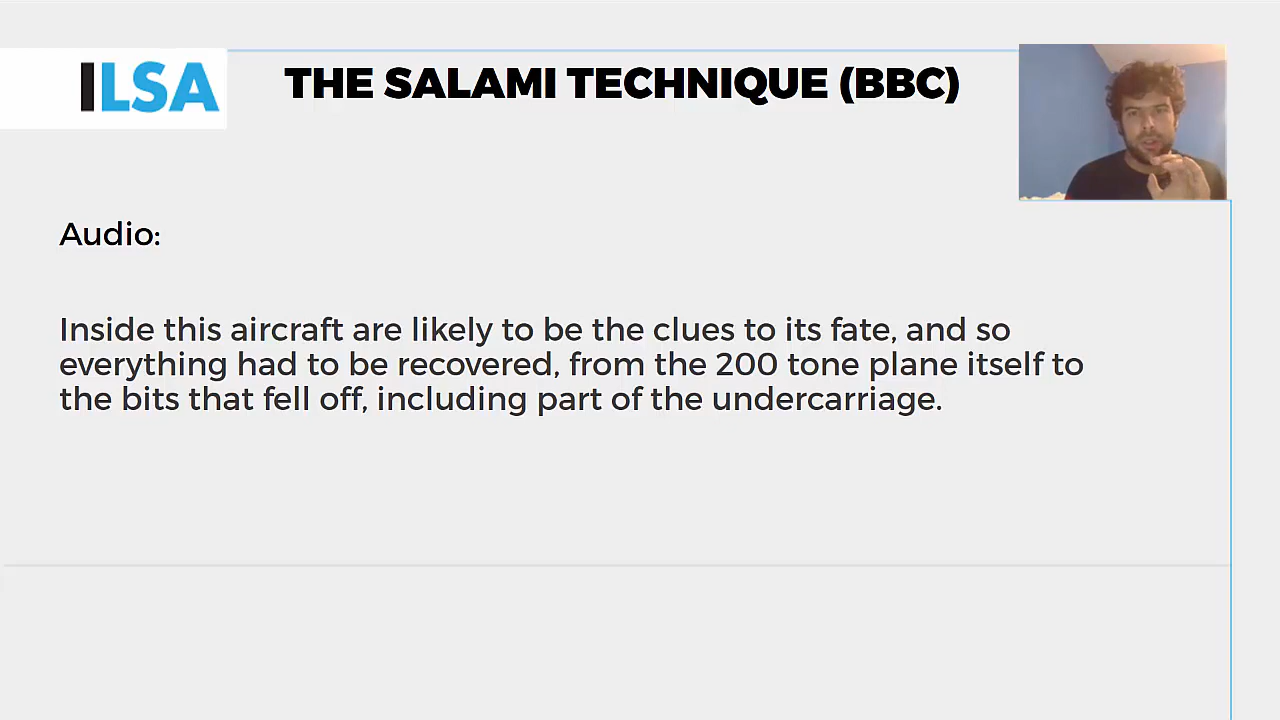 ILSA
THE SALAMI TECHNIQUE (BBC)
Audio:
Inside this aircraft are likely to be the clues to its fate, and so
everything had to be recovered, from the 200 tone plane itself to
the bits that fell off, including part of the undercarriage.